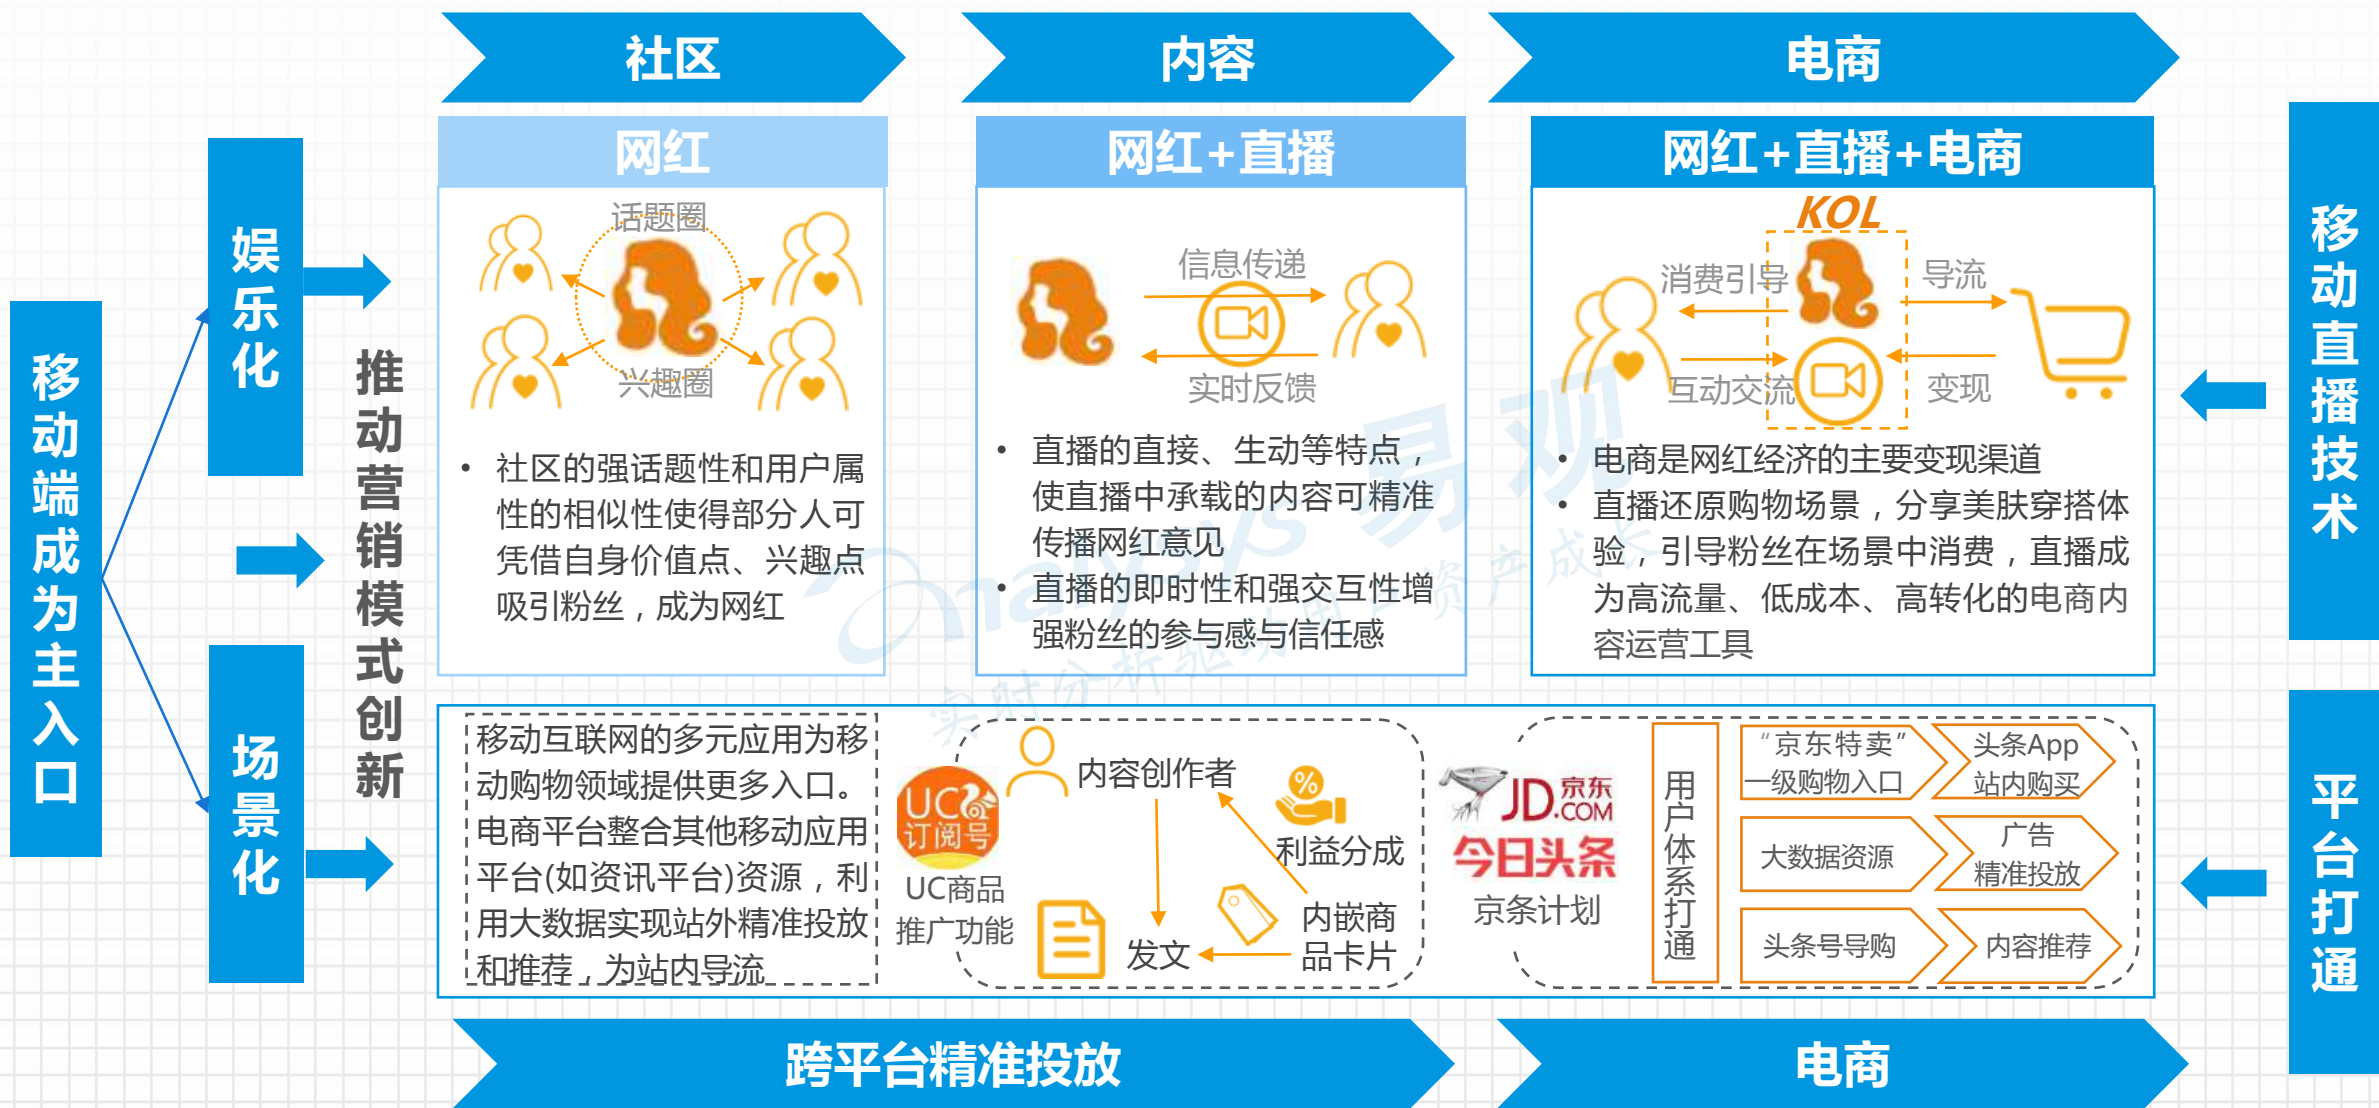 社区
内容
电商
网红
网红+直播
网红+直播+电商
移动端成为主入口
娱乐化
场景化
推动营销模式创新
移动直播技术
平台打通
话题圈
兴趣圈
• 社区的强话题性和用户属
性的相似性使得部分人可
凭借自身价值点、兴趣点
吸引粉丝，成为网红
信息传递
实时反馈
• 直播的直接、生动等特点，
使直播中承载的内容可精准
传播网红意见
• 直播的即时性和强交互性增
强粉丝的参与感与信任感
KOL
消费引导
导流
互动交流
变现
• 电商是网红经济的主要变现渠道
• 直播还原购物场景，分享美肤穿搭体
验，引导粉丝在场景中消费，直播成
为高流量、低成本、高转化的电商内
容运营工具
analysys 易观
实时分析驱动用户资产成长
移动互联网的多元应用为移
动购物领域提供更多入口。
电商平台整合其他移动应用
平台(如资讯平台)资源，利
用大数据实现站外精准投放
和推荐，为站内导流
UC
订阅号
UC商品
推广功能
内容创作者
利益分成
发文
内嵌商
品卡片
JD.COM
京东
今日头条
京条计划
用户体系打通
“京东特卖”
一级购物入口
头条App
站内购买
大数据资源
广告
精准投放
头条号导购
内容推荐
跨平台精准投放
电商